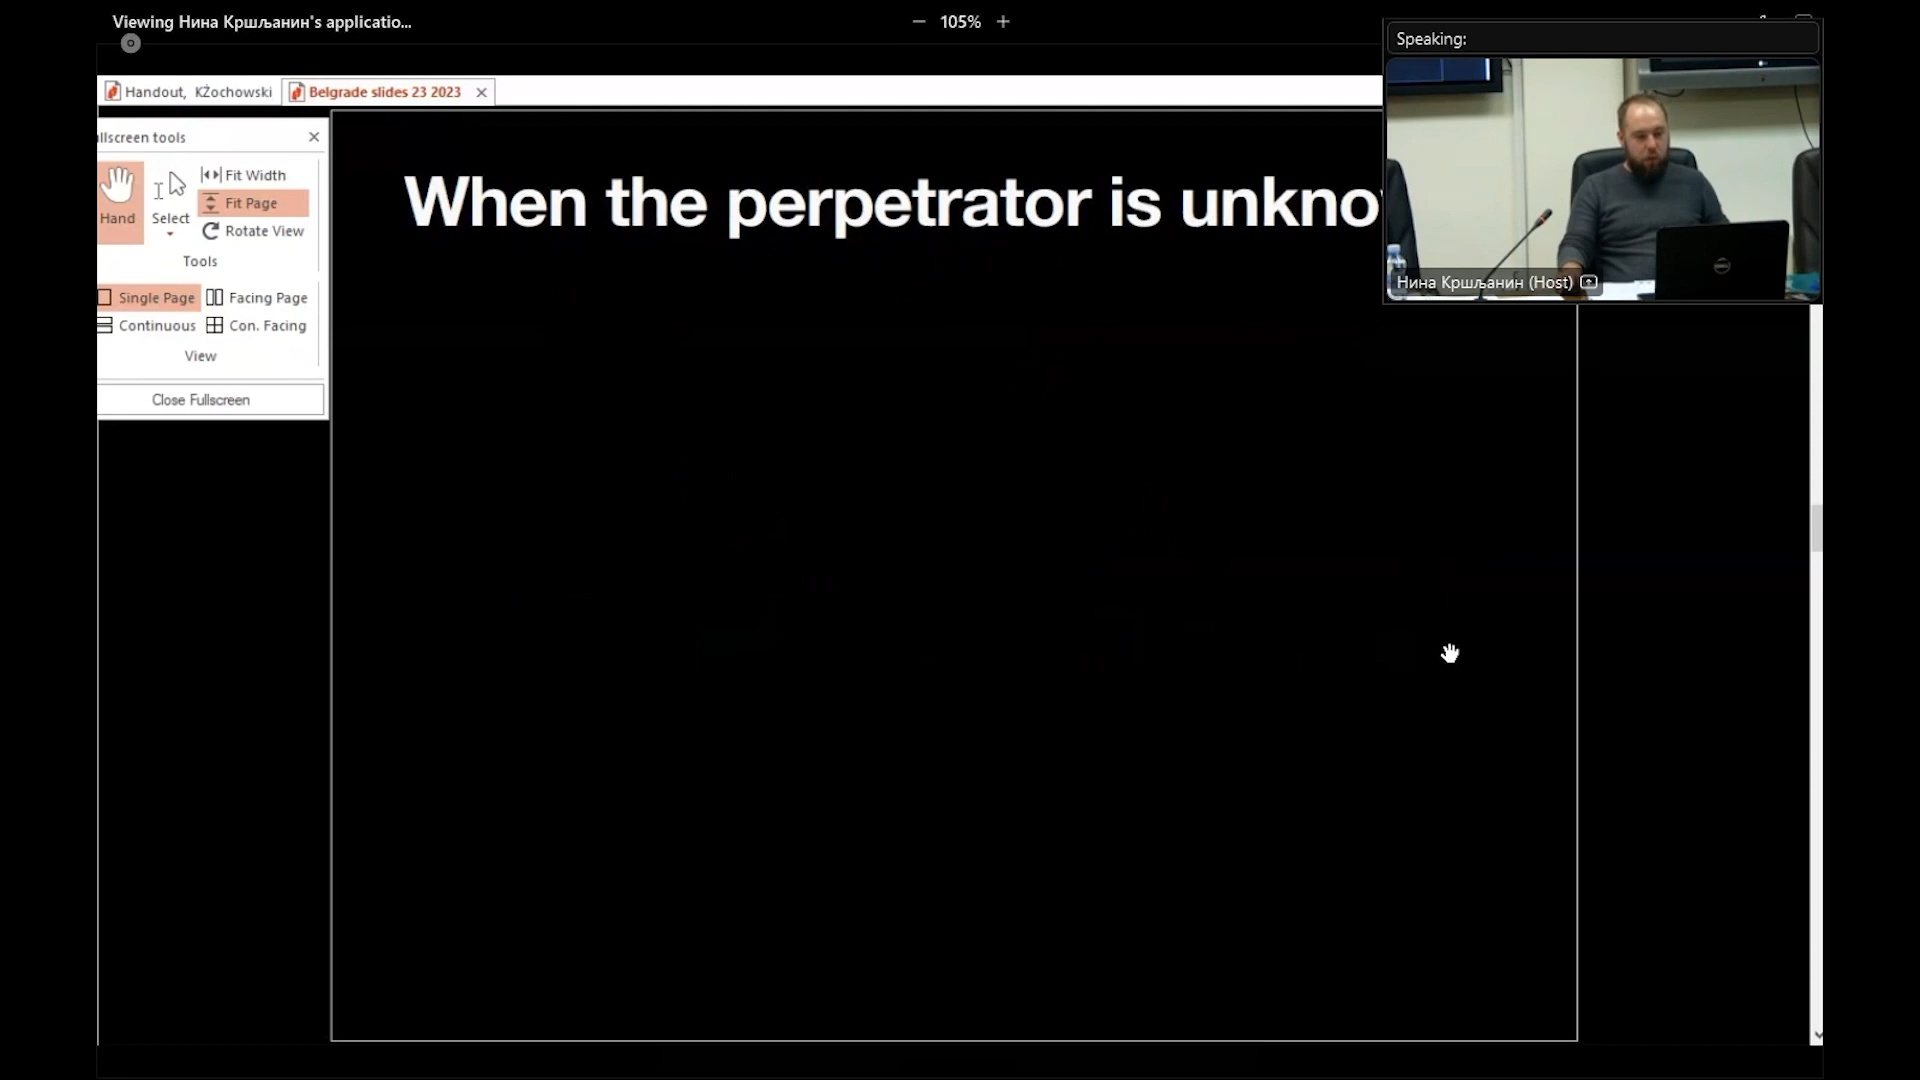 Viewing Нина Кршљанин's applicatio...
105%
Speaking:
Handout, KŻochowski
Belgrade slides 23 2023
llscreen tools
Hand
Select
Fit Width
Fit Page
Rotate View
Tools
Single Page
Facing Page
Continuous
Con. Facing
View
Close Fullscreen
When the perpetrator is unkno
Нина Кршљанин (Host)